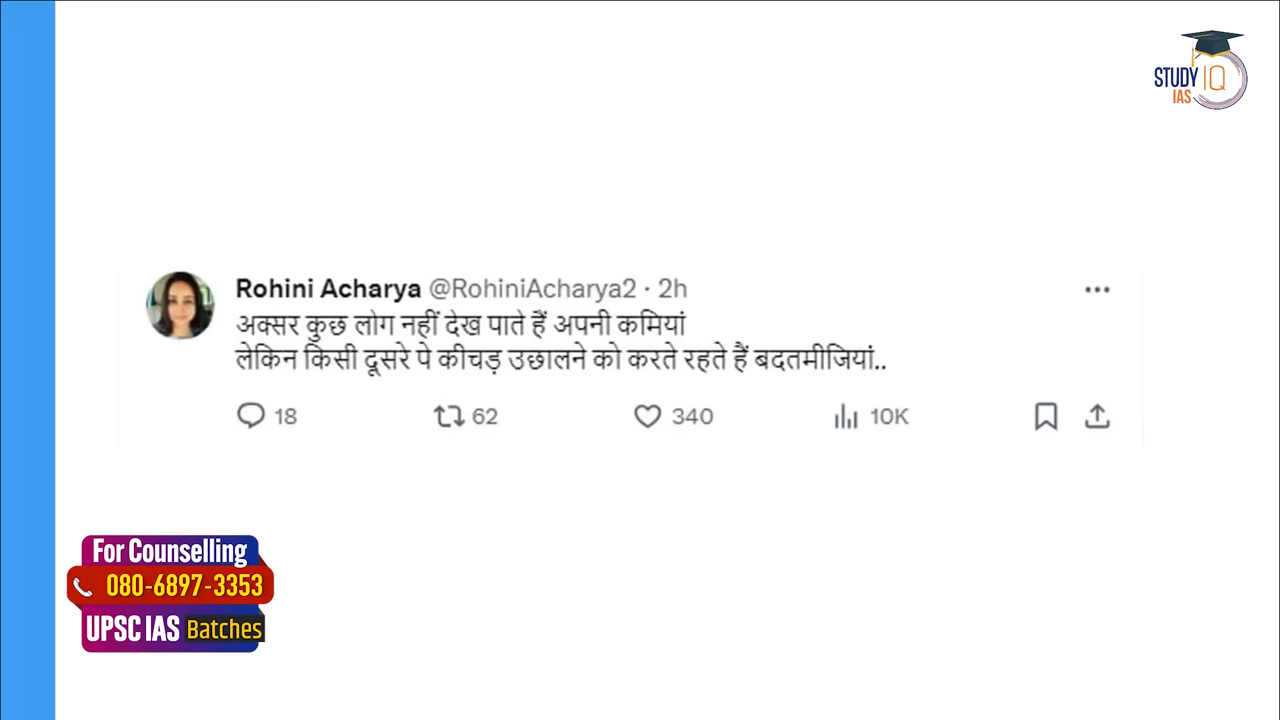 STUDY IQ
IAS
Rohini Acharya @RohiniAcharya2 · 2h
अक्सर कुछ लोग नहीं देख पाते हैं अपनी कमियां
लेकिन किसी दूसरे पे कीचड़ उछालने को करते रहते हैं बदतमीजियां..
18 62 340 10K
For Counselling
080-6897-3353
UPSC IAS Batches